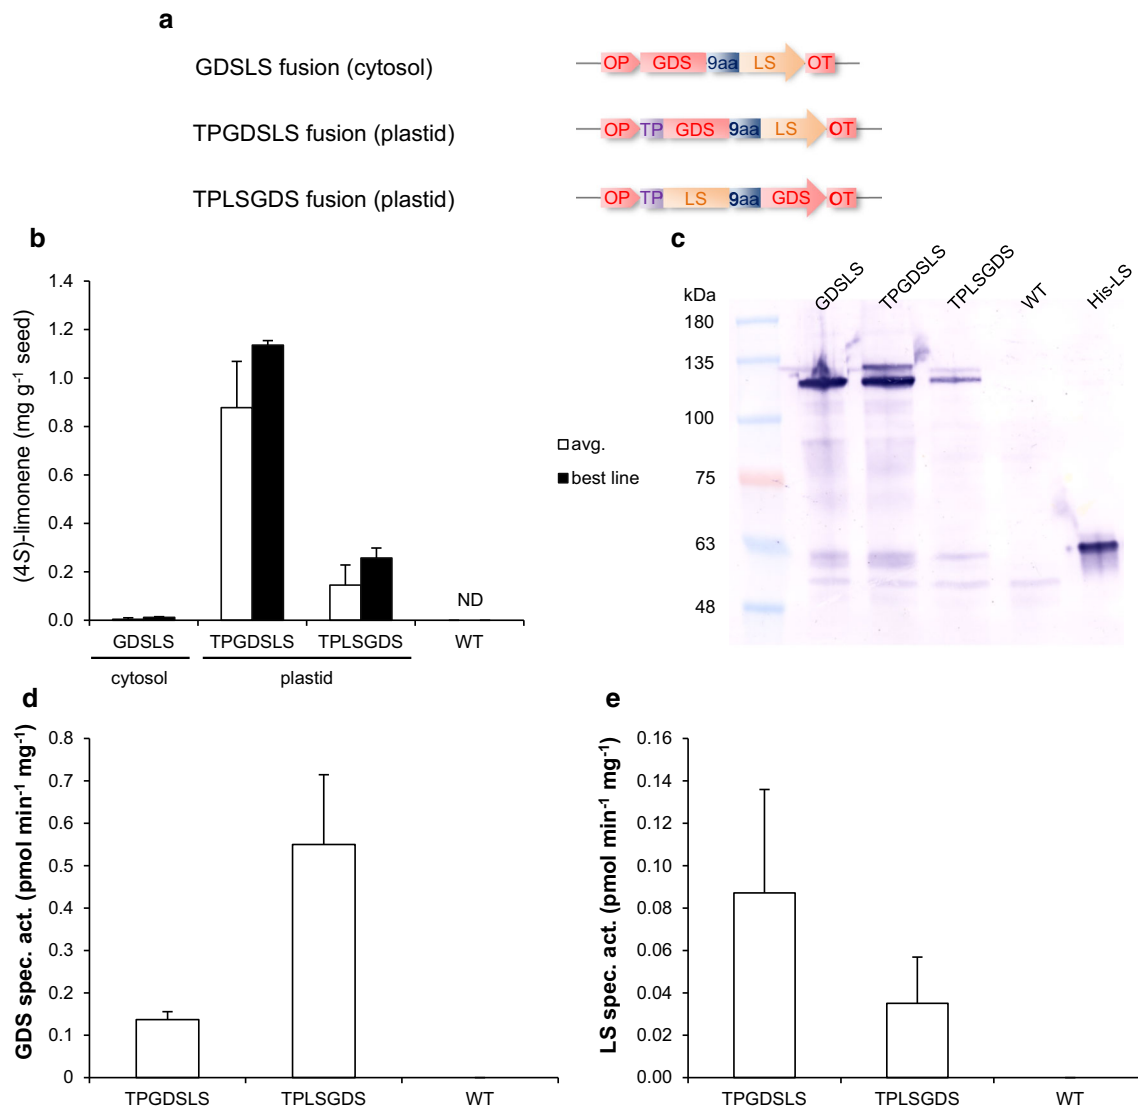 a
GDSLS fusion (cytosol)
OP GDS 9aa LS OT
TPGDSLS fusion (plastid)
OP TP GDS 9aa LS OT
TPLSGDS fusion (plastid)
OP TP LS 9aa GDS OT
b
(4S)-limonene (mg g⁻¹ seed)
1.4
1.2
1.0
0.8
0.6
0.4
0.2
0.0
ND
GDSLS TPGDSLS TPLSGDS WT
cytosol plastid
avg.
best line
c
kDa GDSLS TPGDSLS TPLSGDS WT His-LS
180
135
100
75
63
48
d
GDS spec. act. (pmol min⁻¹ mg⁻¹)
0.8
0.7
0.6
0.5
0.4
0.3
0.2
0.1
0
TPGDSLS TPLSGDS WT
e
LS spec. act. (pmol min⁻¹ mg⁻¹)
0.16
0.14
0.12
0.10
0.08
0.06
0.04
0.02
0.00
TPGDSLS TPLSGDS WT